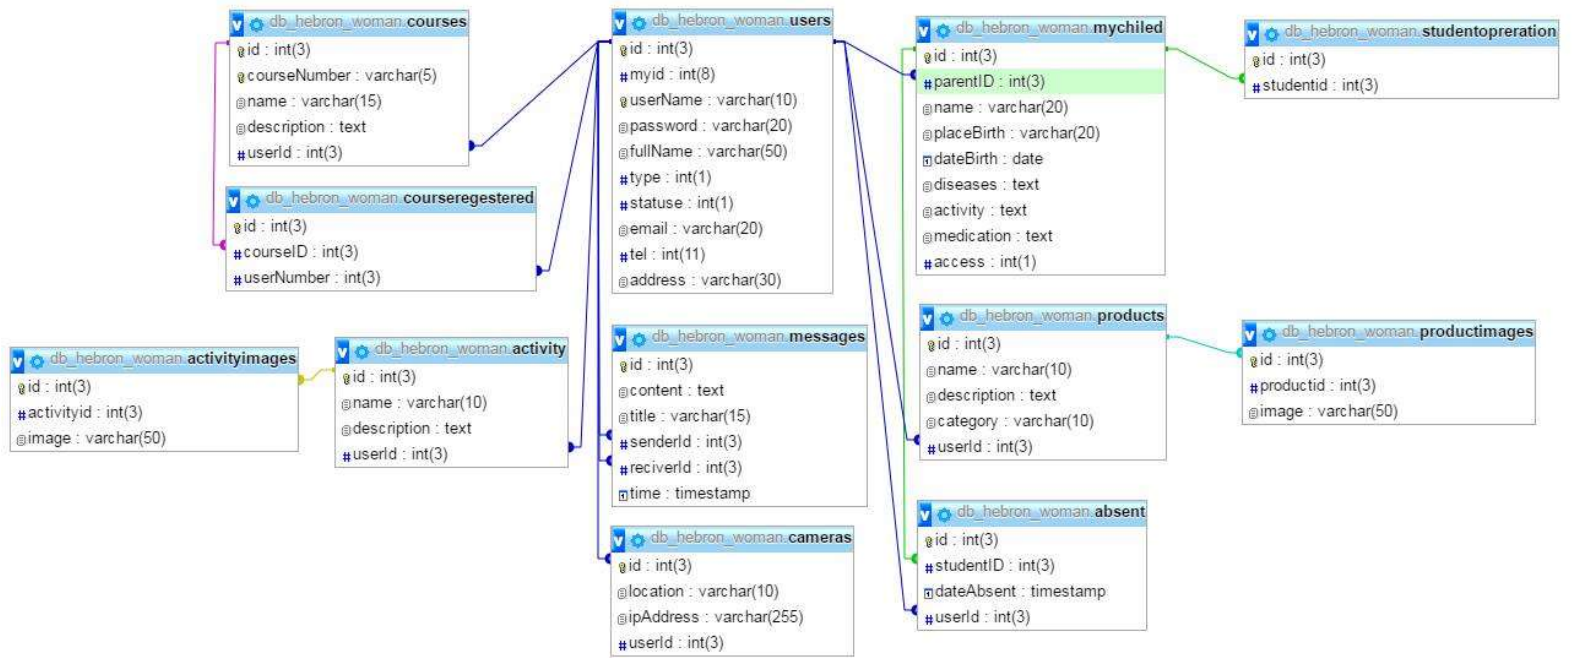 db_hebron_woman.courses
id : int(3)
courseNumber : varchar(5)
name : varchar(15)
description : text
userId : int(3)
db_hebron_woman.courseregestered
id : int(3)
courseID : int(3)
userNumber : int(3)
db_hebron_woman.activityimages
id : int(3)
activityid : int(3)
image : varchar(50)
db_hebron_woman.activity
id : int(3)
name : varchar(10)
description : text
userId : int(3)
db_hebron_woman.users
id : int(3)
myid : int(8)
userName : varchar(10)
password : varchar(20)
fullName : varchar(50)
type : int(1)
statuse : int(1)
email : varchar(20)
tel : int(11)
address : varchar(30)
db_hebron_woman.messages
id : int(3)
content : text
title : varchar(15)
senderId : int(3)
reciverId : int(3)
time : timestamp
db_hebron_woman.cameras
id : int(3)
location : varchar(10)
ipAddress : varchar(255)
userId : int(3)
db_hebron_woman.mychiled
id : int(3)
parentID : int(3)
name : varchar(20)
placeBirth : varchar(20)
dateBirth : date
diseases : text
activity : text
medication : text
access : int(1)
db_hebron_woman.products
id : int(3)
name : varchar(10)
description : text
category : varchar(10)
userId : int(3)
db_hebron_woman.absent
id : int(3)
studentID : int(3)
dateAbsent : timestamp
userId : int(3)
db_hebron_woman.studentopreration
id : int(3)
studentid : int(3)
db_hebron_woman.productimages
id : int(3)
productid : int(3)
image : varchar(50)